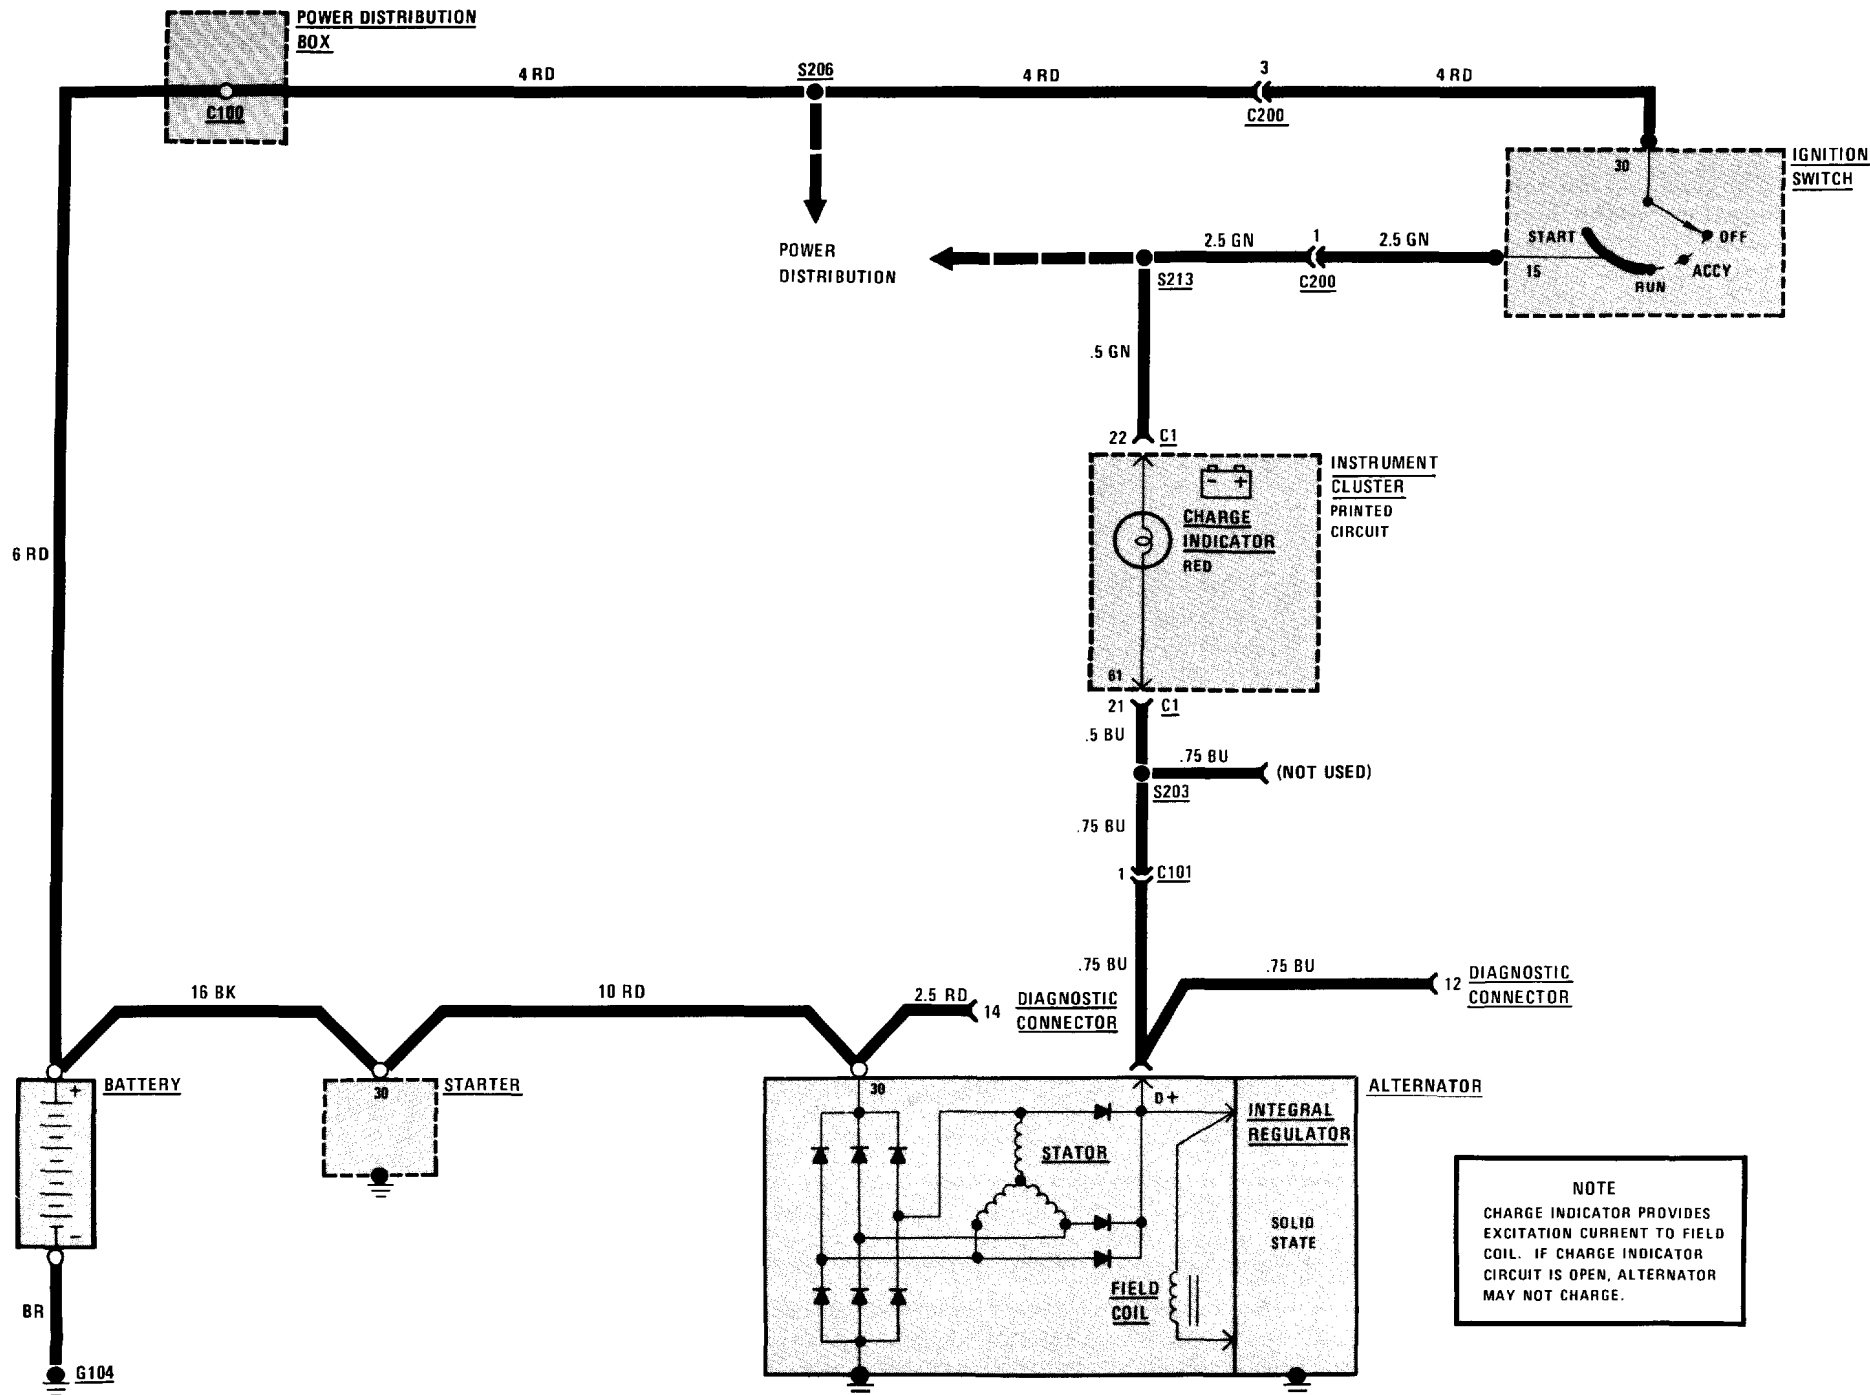 POWER DISTRIBUTION
BOX
C100
4 RD
S206
4 RD
3
C200
4 RD
IGNITION
SWITCH
30
START
OFF
ACCY
RUN
15
POWER
DISTRIBUTION
2.5 GN
1
2.5 GN
S213
C200
.5 GN
22
C1
INSTRUMENT
CLUSTER
PRINTED
CIRCUIT
- +
CHARGE
INDICATOR
RED
6 RD
61
21
C1
.5 BU
.75 BU
(NOT USED)
S203
.75 BU
1
C101
.75 BU
.75 BU
12
DIAGNOSTIC
CONNECTOR
16 BK
10 RD
2.5 RD
14
DIAGNOSTIC
CONNECTOR
+
BATTERY
-
30
STARTER
30
D+
ALTERNATOR
INTEGRAL
REGULATOR
STATOR
SOLID
STATE
FIELD
COIL
BR
G104
NOTE
CHARGE INDICATOR PROVIDES
EXCITATION CURRENT TO FIELD
COIL. IF CHARGE INDICATOR
CIRCUIT IS OPEN, ALTERNATOR
MAY NOT CHARGE.